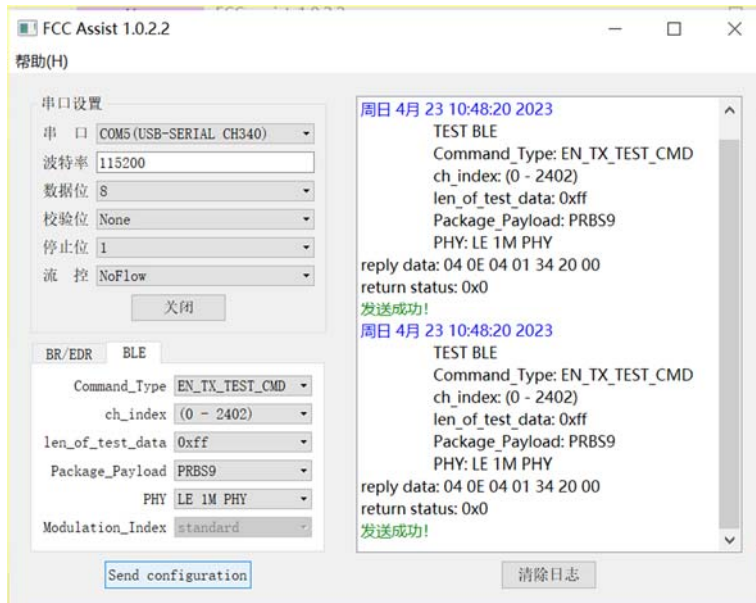 FCC Assist 1.0.2.2
帮助(H)
串口设置
串 口 COM5(USB-SERIAL CH340)
波特率 115200
数据位 8
校验位 None
停止位 1
流 控 NoFlow
关闭
BR/EDR BLE
Command_Type EN_TX_TEST_CMD
ch_index (0 - 2402)
len_of_test_data 0xff
Package_Payload PRBS9
PHY LE 1M PHY
Modulation_Index standard
Send configuration
周日 4月 23 10:48:20 2023
TEST BLE
Command_Type: EN_TX_TEST_CMD
ch_index: (0 - 2402)
len_of_test_data: 0xff
Package_Payload: PRBS9
PHY: LE 1M PHY
reply data: 04 0E 04 01 34 20 00
return status: 0x0
发送成功!
周日 4月 23 10:48:20 2023
TEST BLE
Command_Type: EN_TX_TEST_CMD
ch_index: (0 - 2402)
len_of_test_data: 0xff
Package_Payload: PRBS9
PHY: LE 1M PHY
reply data: 04 0E 04 01 34 20 00
return status: 0x0
发送成功!
清除日志